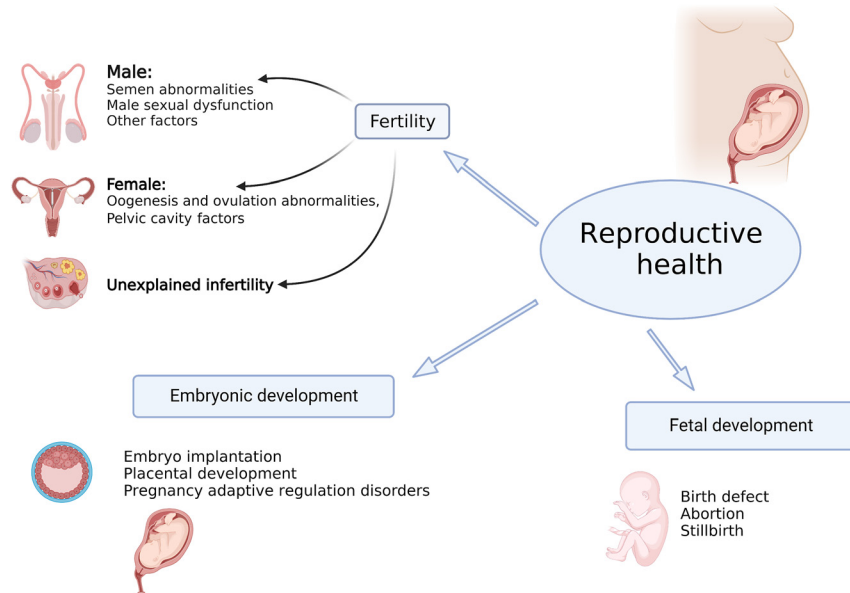 Male:
Semen abnormalities
Male sexual dysfunction
Other factors
Fertility
Female:
Oogenesis and ovulation abnormalities,
Pelvic cavity factors
Unexplained infertility
Reproductive
health
Embryonic development
Embryo implantation
Placental development
Pregnancy adaptive regulation disorders
Fetal development
Birth defect
Abortion
Stillbirth